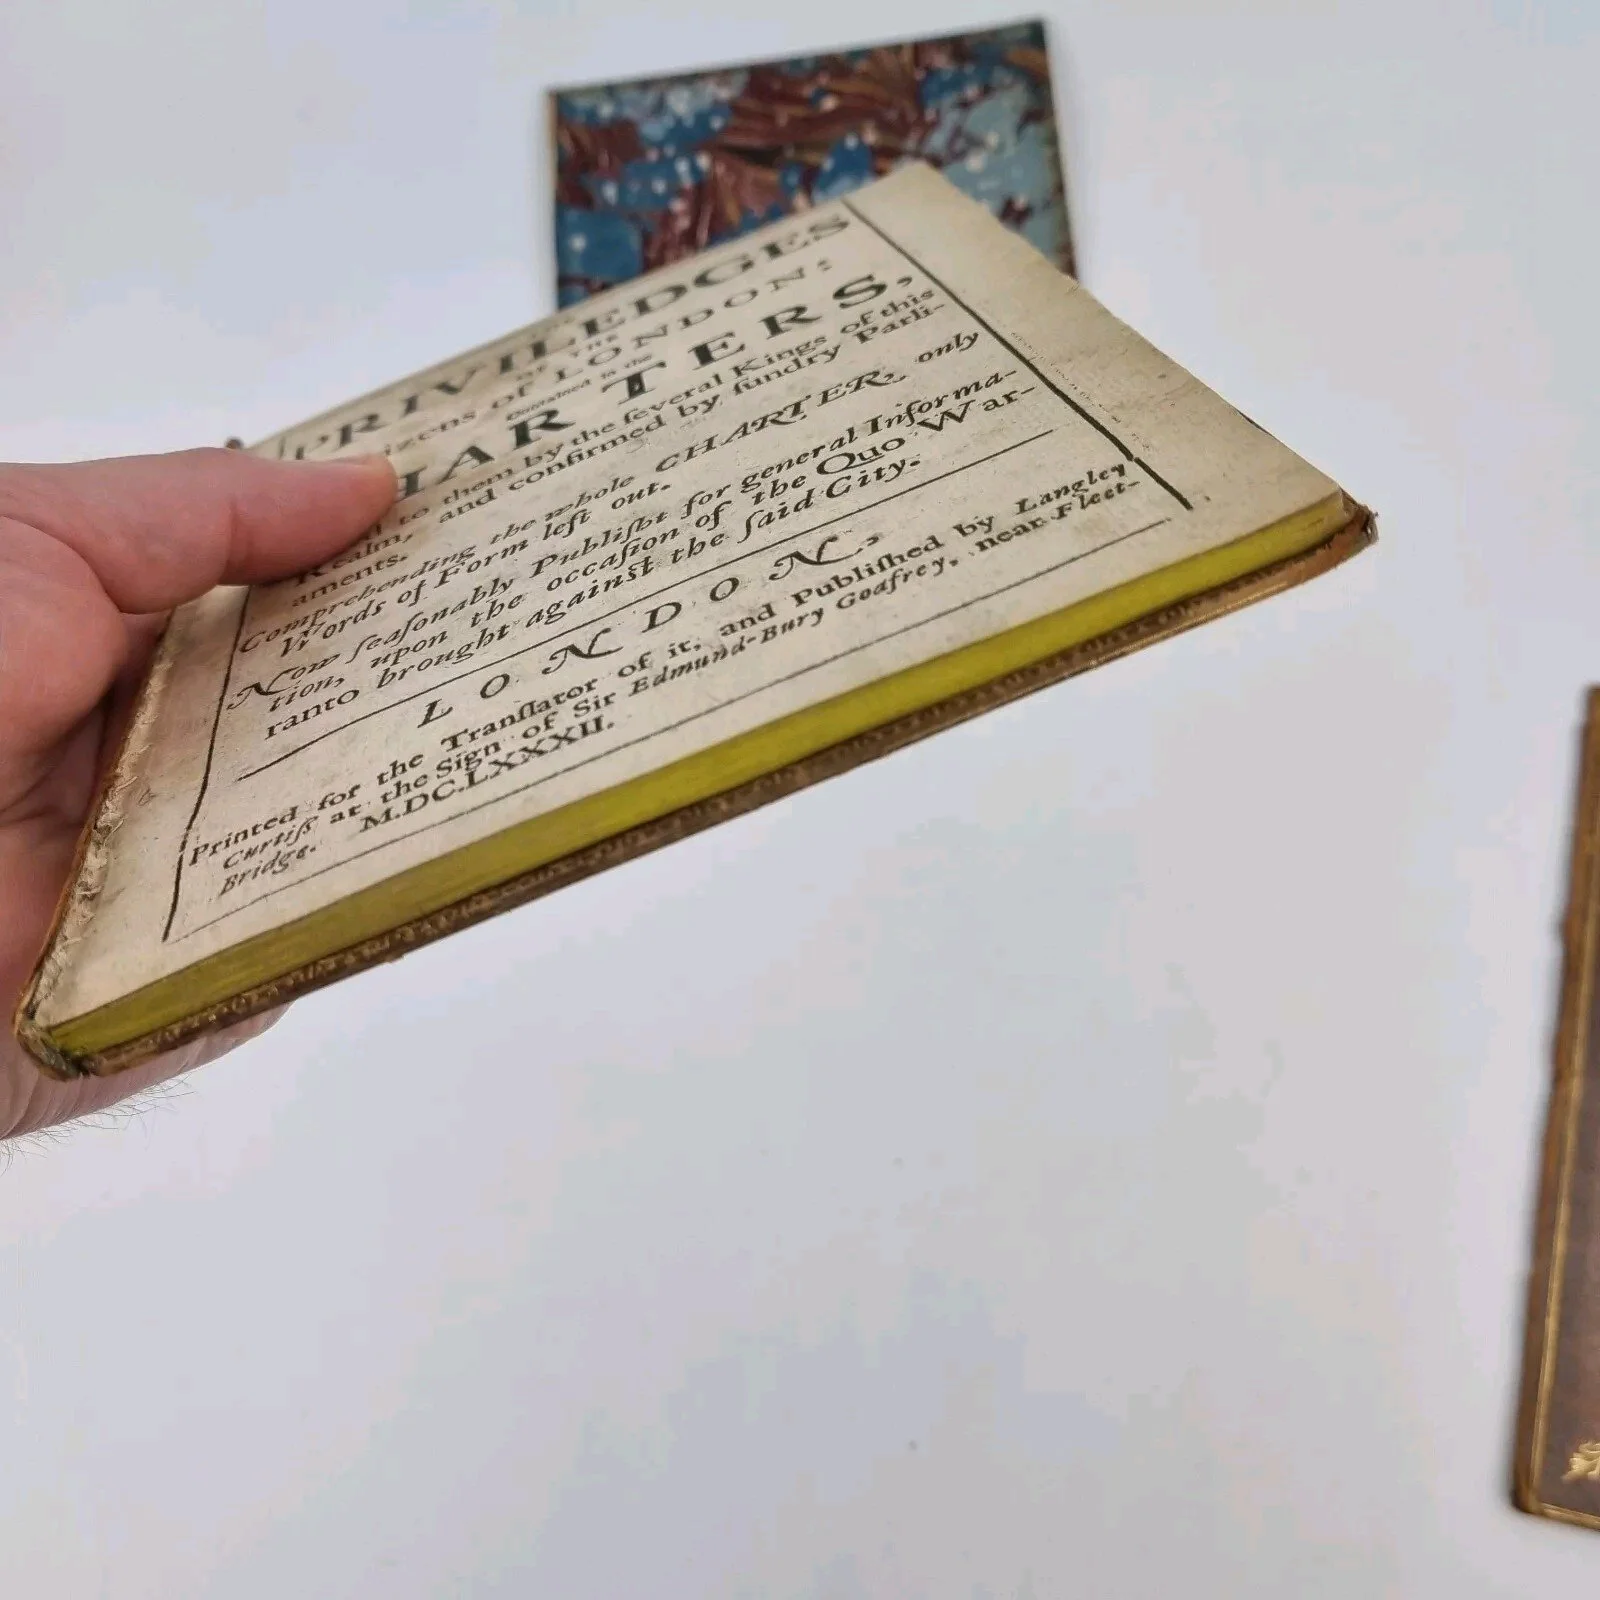 PRIVILEDGES
OF THE
izens OF LONDON:
Contained in the
HARTERS,
to them by the ſeveral Kings of this
Realm, and confirmed by ſundry Parli-
aments.
Comprehending the whole CHARTER, only
Words of Form left out.
Now ſeaſonably Publiſht for general Informa-
tion, upon the occaſion of the Quo War-
ranto brought against the ſaid City.
LONDON,
Printed for the Tranſlator of it, and Publiſhed by Langley
Curtiſs at the Sign of Sir Edmund-Bury Godfrey, near Fleet-
Bridge. M.DC.LXXXII.